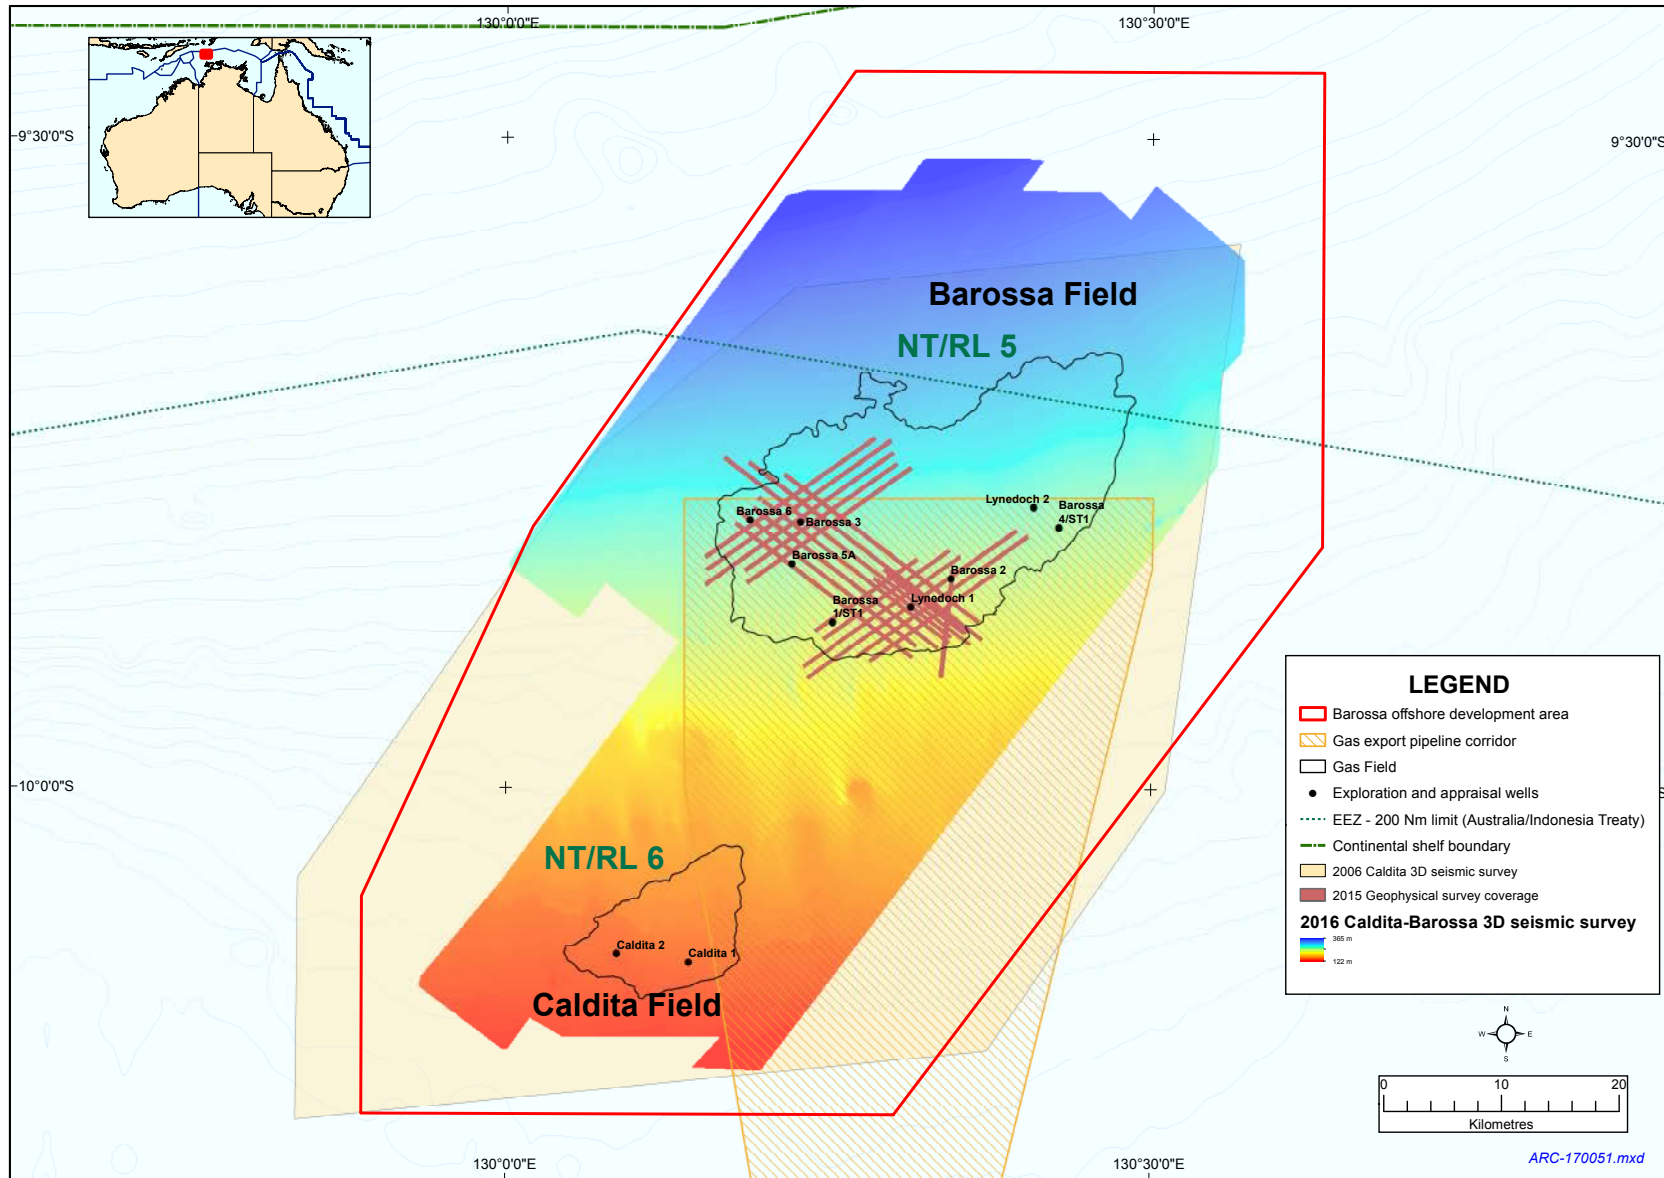 130°0'0"E
130°30'0"E
9°30'0"S
9°30'0"S
Barossa Field
NT/RL 5
Lynedoch 2
Barossa
4/ST1
Barossa 6
Barossa 3
Barossa 5A
Barossa 2
Barossa
1/ST1
Lynedoch 1
10°0'0"S
S
NT/RL 6
Caldita 2
Caldita 1
Caldita Field
LEGEND
Barossa offshore development area
Gas export pipeline corridor
Gas Field
Exploration and appraisal wells
EEZ - 200 Nm limit (Australia/Indonesia Treaty)
Continental shelf boundary
2006 Caldita 3D seismic survey
2015 Geophysical survey coverage
2016 Caldita-Barossa 3D seismic survey
365 m
122 m
N
W E
S
0 10 20
Kilometres
130°0'0"E
130°30'0"E
ARC-170051.mxd